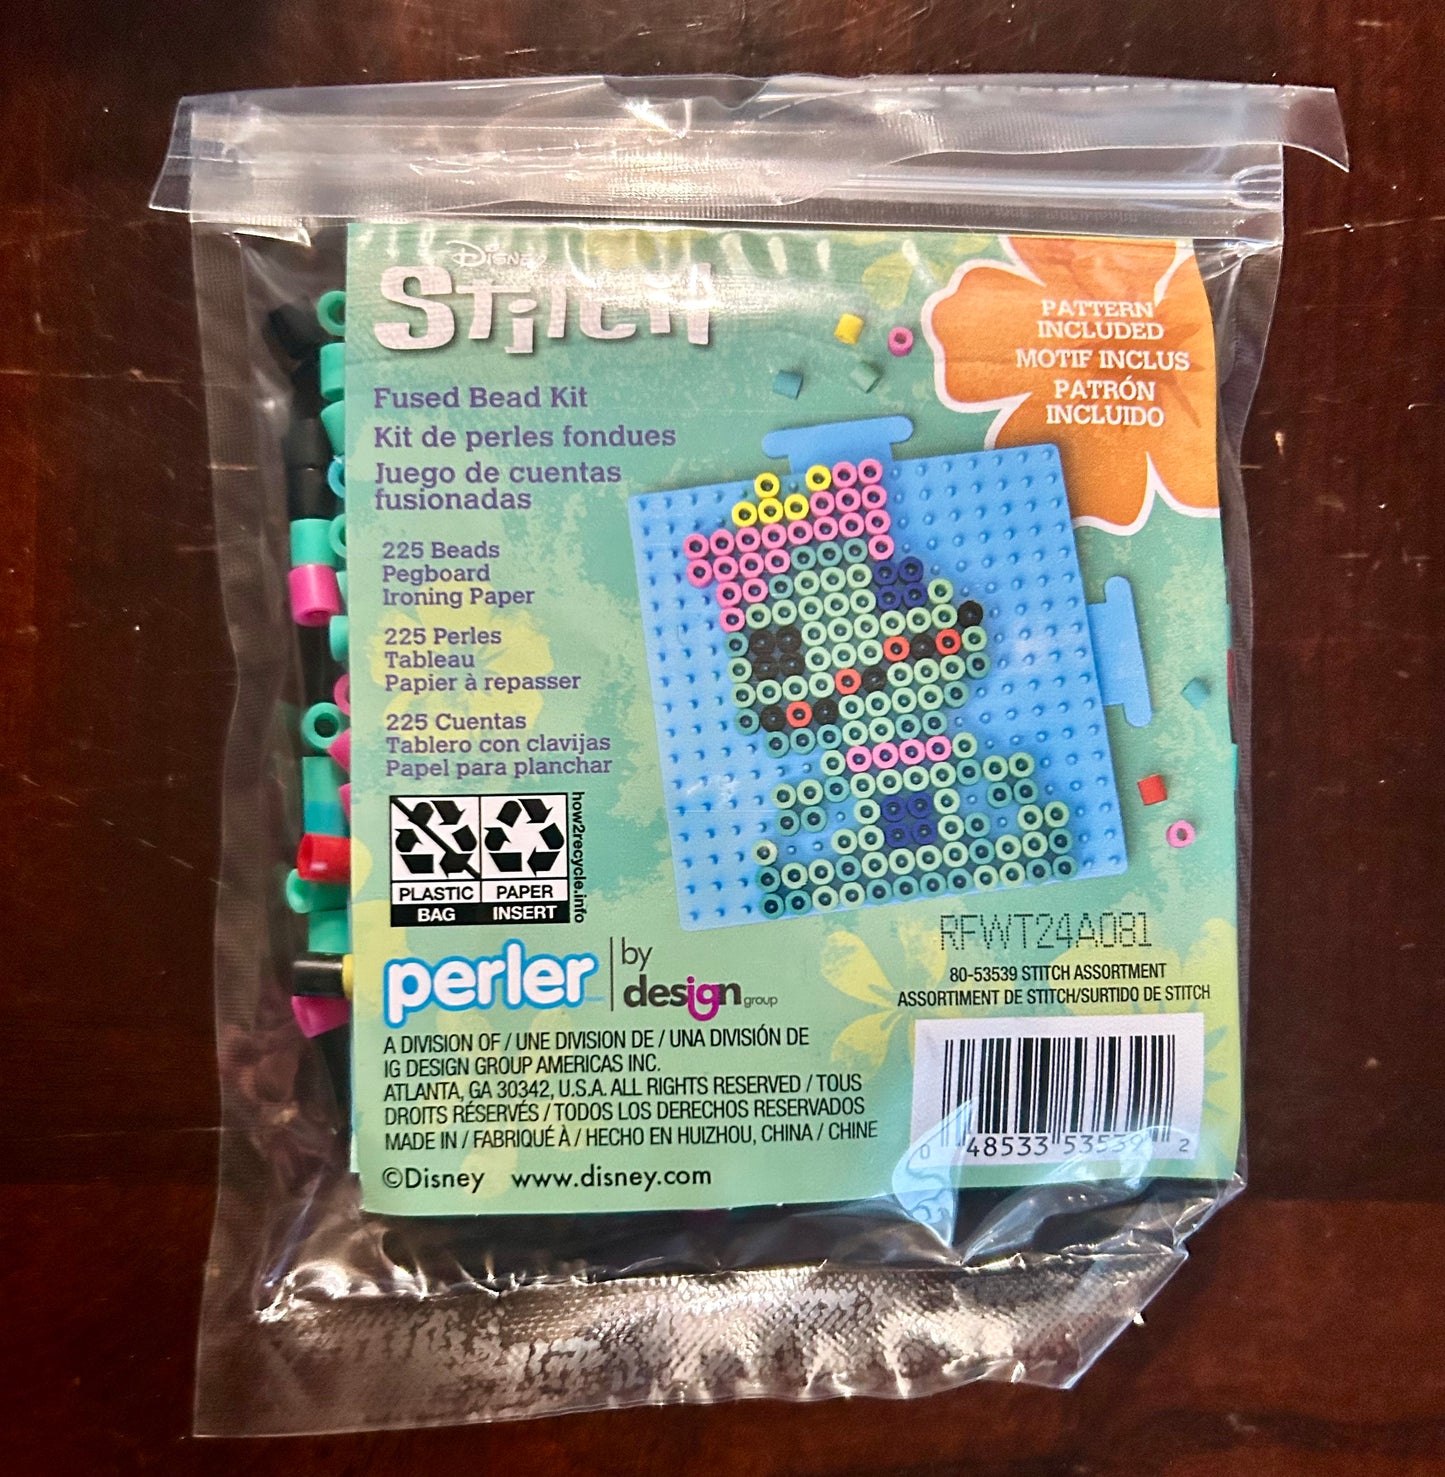 Disney
Stitch
PATTERN
INCLUDED
MOTIF INCLUS
PATRÓN
INCLUIDO
Fused Bead Kit
Kit de perles fondues
Juego de cuentas
fusionadas
225 Beads
Pegboard
Ironing Paper
225 Perles
Tableau
Papier à repasser
225 Cuentas
Tablero con clavijas
Papel para planchar
how2recycle.info
PLASTIC PAPER
BAG INSERT
perler by
design group
RFWT24A081
80-53539 STITCH ASSORTMENT
ASSORTIMENT DE STITCH/SURTIDO DE STITCH
A DIVISION OF / UNE DIVISION DE / UNA DIVISIÓN DE
IG DESIGN GROUP AMERICAS INC.
ATLANTA, GA 30342, U.S.A. ALL RIGHTS RESERVED / TOUS
DROITS RÉSERVÉS / TODOS LOS DERECHOS RESERVADOS
MADE IN / FABRIQUÉ À / HECHO EN HUIZHOU, CHINA / CHINE
0 48533 53539 2
©Disney www.disney.com